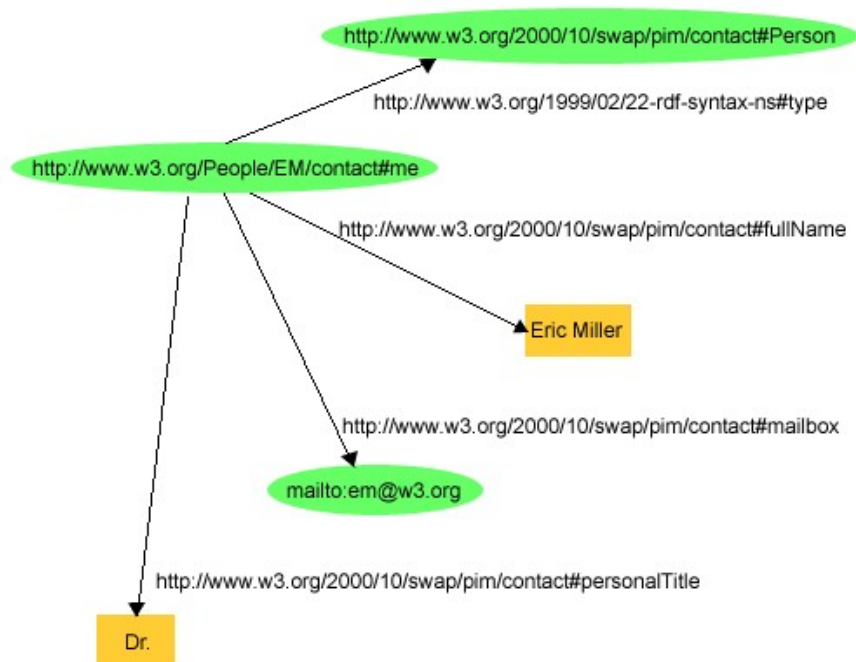 http://www.w3.org/2000/10/swap/pim/contact#Person
http://www.w3.org/1999/02/22-rdf-syntax-ns#type
http://www.w3.org/People/EM/contact#me
http://www.w3.org/2000/10/swap/pim/contact#fullName
Eric Miller
http://www.w3.org/2000/10/swap/pim/contact#mailbox
mailto:em@w3.org
http://www.w3.org/2000/10/swap/pim/contact#personalTitle
Dr.